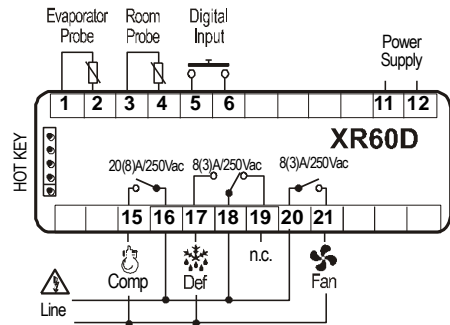 Evaporator Room Digital
Probe Probe Input
Power
Supply
1 2 3 4 5 6 11 12
XR60D
HOT KEY
20(8)A/250Vac 8(3)A/250Vac 8(3)A/250Vac
15 16 17 18 19 20 21
Comp Def n.c. Fan
Line